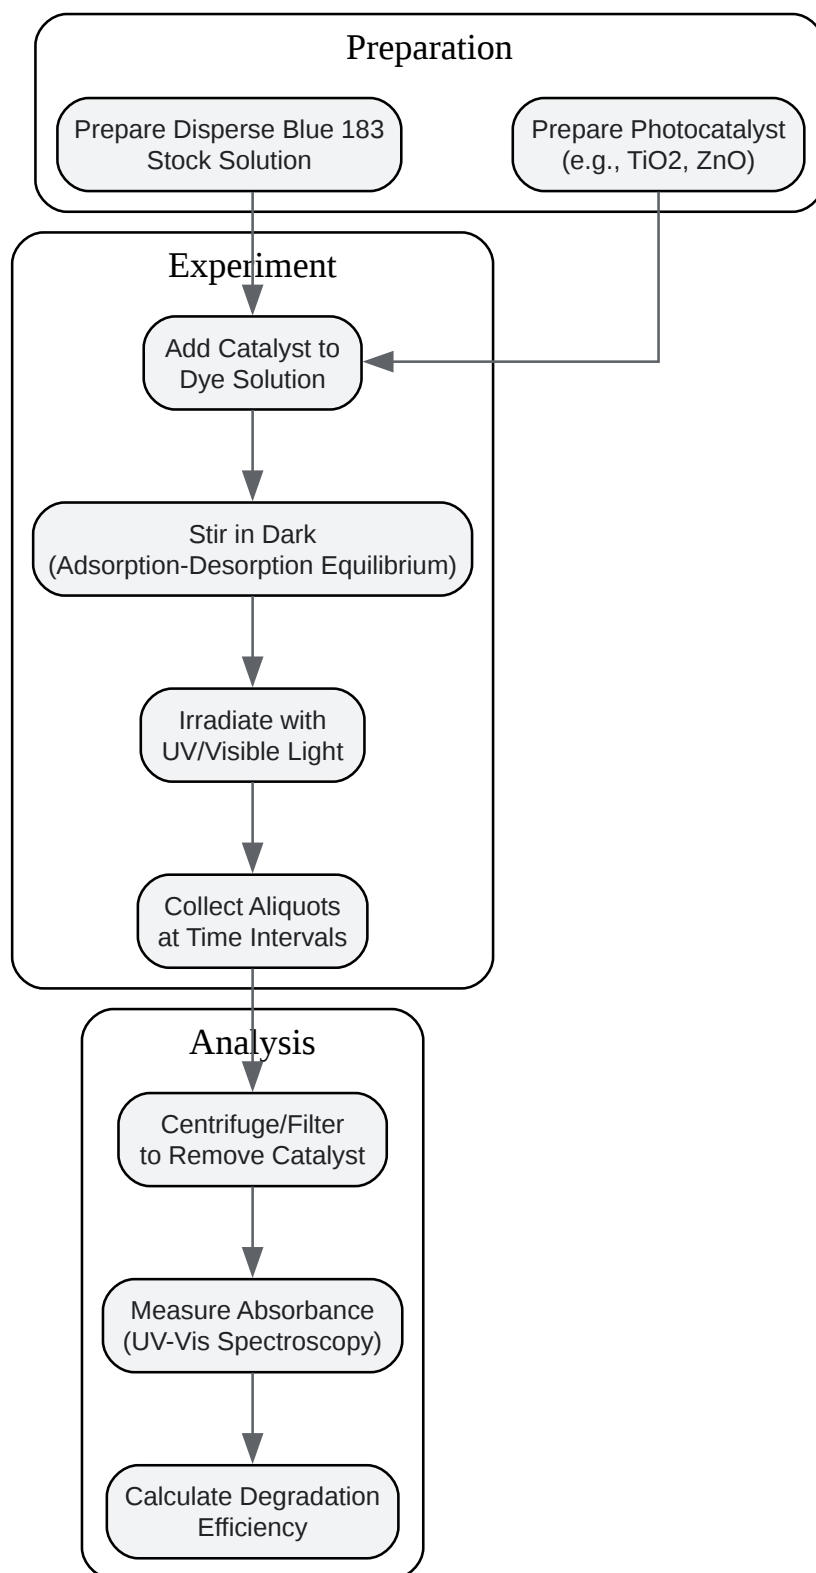 Preparation
Prepare Disperse Blue 183
Stock Solution
Prepare Photocatalyst
(e.g., TiO2, ZnO)
Experiment
Add Catalyst to
Dye Solution
Stir in Dark
(Adsorption-Desorption Equilibrium)
Irradiate with
UV/Visible Light
Collect Aliquots
at Time Intervals
Analysis
Centrifuge/Filter
to Remove Catalyst
Measure Absorbance
(UV-Vis Spectroscopy)
Calculate Degradation
Efficiency